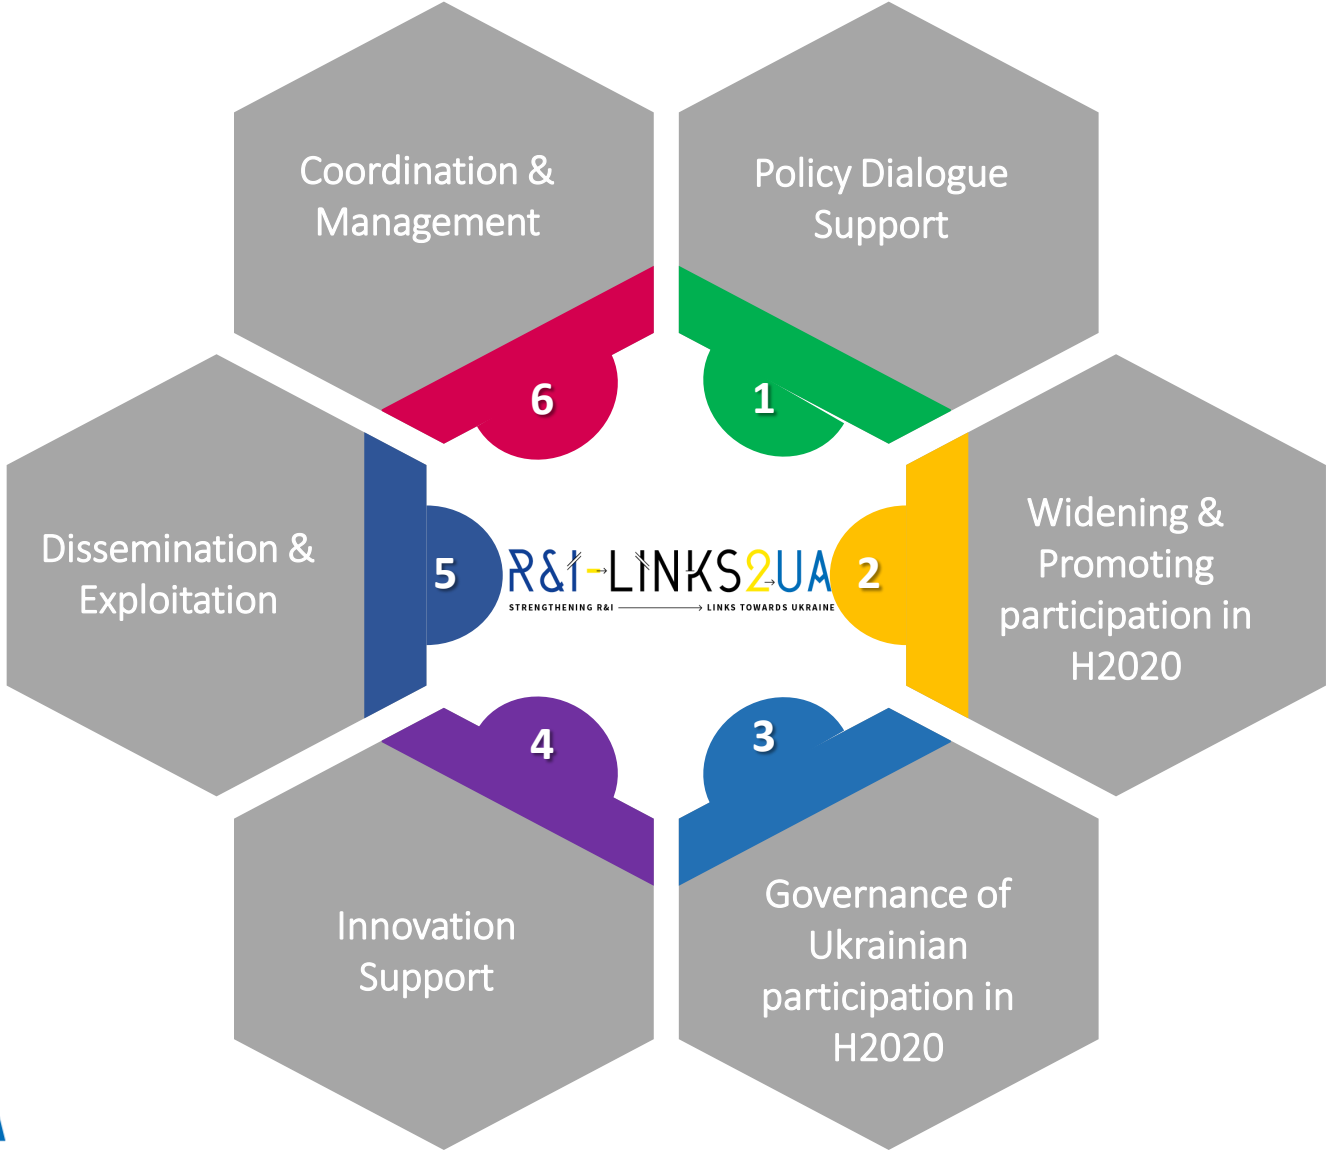 Coordination &
Management
6
Policy Dialogue
Support
1
Widening &
Promoting
participation in
H2020
2
Governance of
Ukrainian
participation in
H2020
3
Innovation
Support
4
Dissemination &
Exploitation
5
R&I-LINKS2UA
STRENGTHENING R&I LINKS TOWARDS UKRAINE